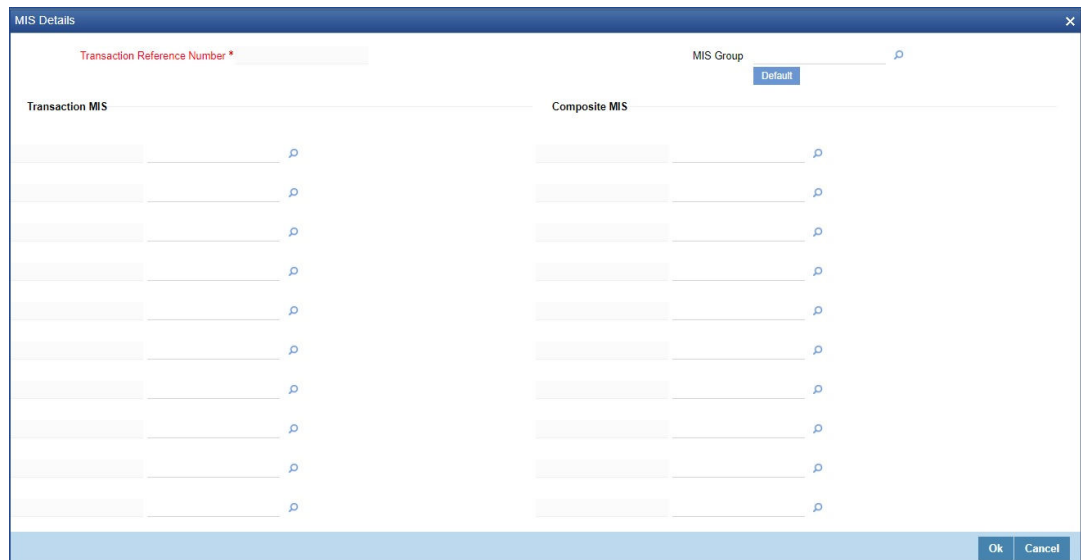 MIS Details
Transaction Reference Number *
MIS Group
Default
Transaction MIS
Composite MIS
Ok Cancel